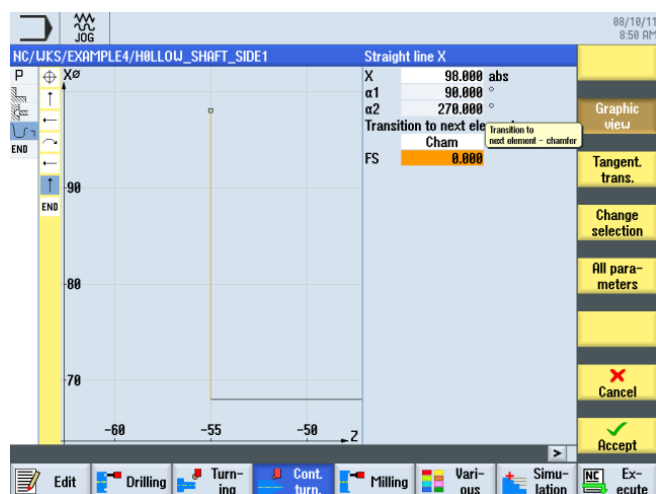 JOG
08/10/11
8:50 AM
NC/WKS/EXAMPLE4/H0LLOW_SHAFT_SIDE1
Straight line X
P
END
END
XØ
90
80
70
-60
-55
-50
Z
X 98.000 abs
α1 90.000 °
α2 270.000 °
Transition to next ele
Transition to
next element - chamfer
Cham
FS 0.000
Graphic
view
Tangent.
trans.
Change
selection
All para-
meters
Cancel
Accept
>
Edit
Drilling
Turn-
ing
Cont.
turn.
Milling
Vari-
ous
Simu-
lation
NC
Ex-
ecute